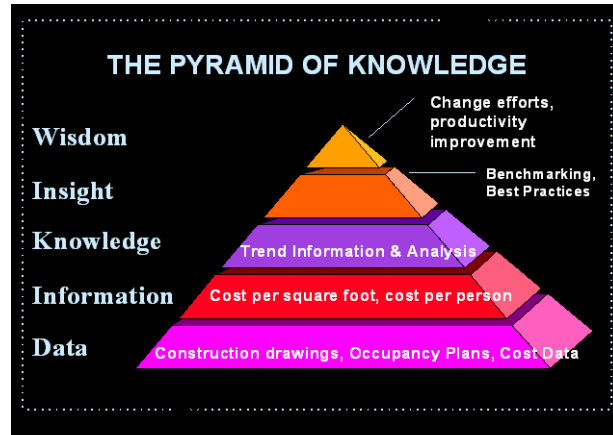 THE PYRAMID OF KNOWLEDGE
Change efforts,
productivity
improvement
Wisdom
Benchmarking,
Best Practices
Insight
Knowledge
Trend Information & Analysis
Information
Cost per square foot, cost per person
Data
Construction drawings, Occupancy Plans, Cost Data